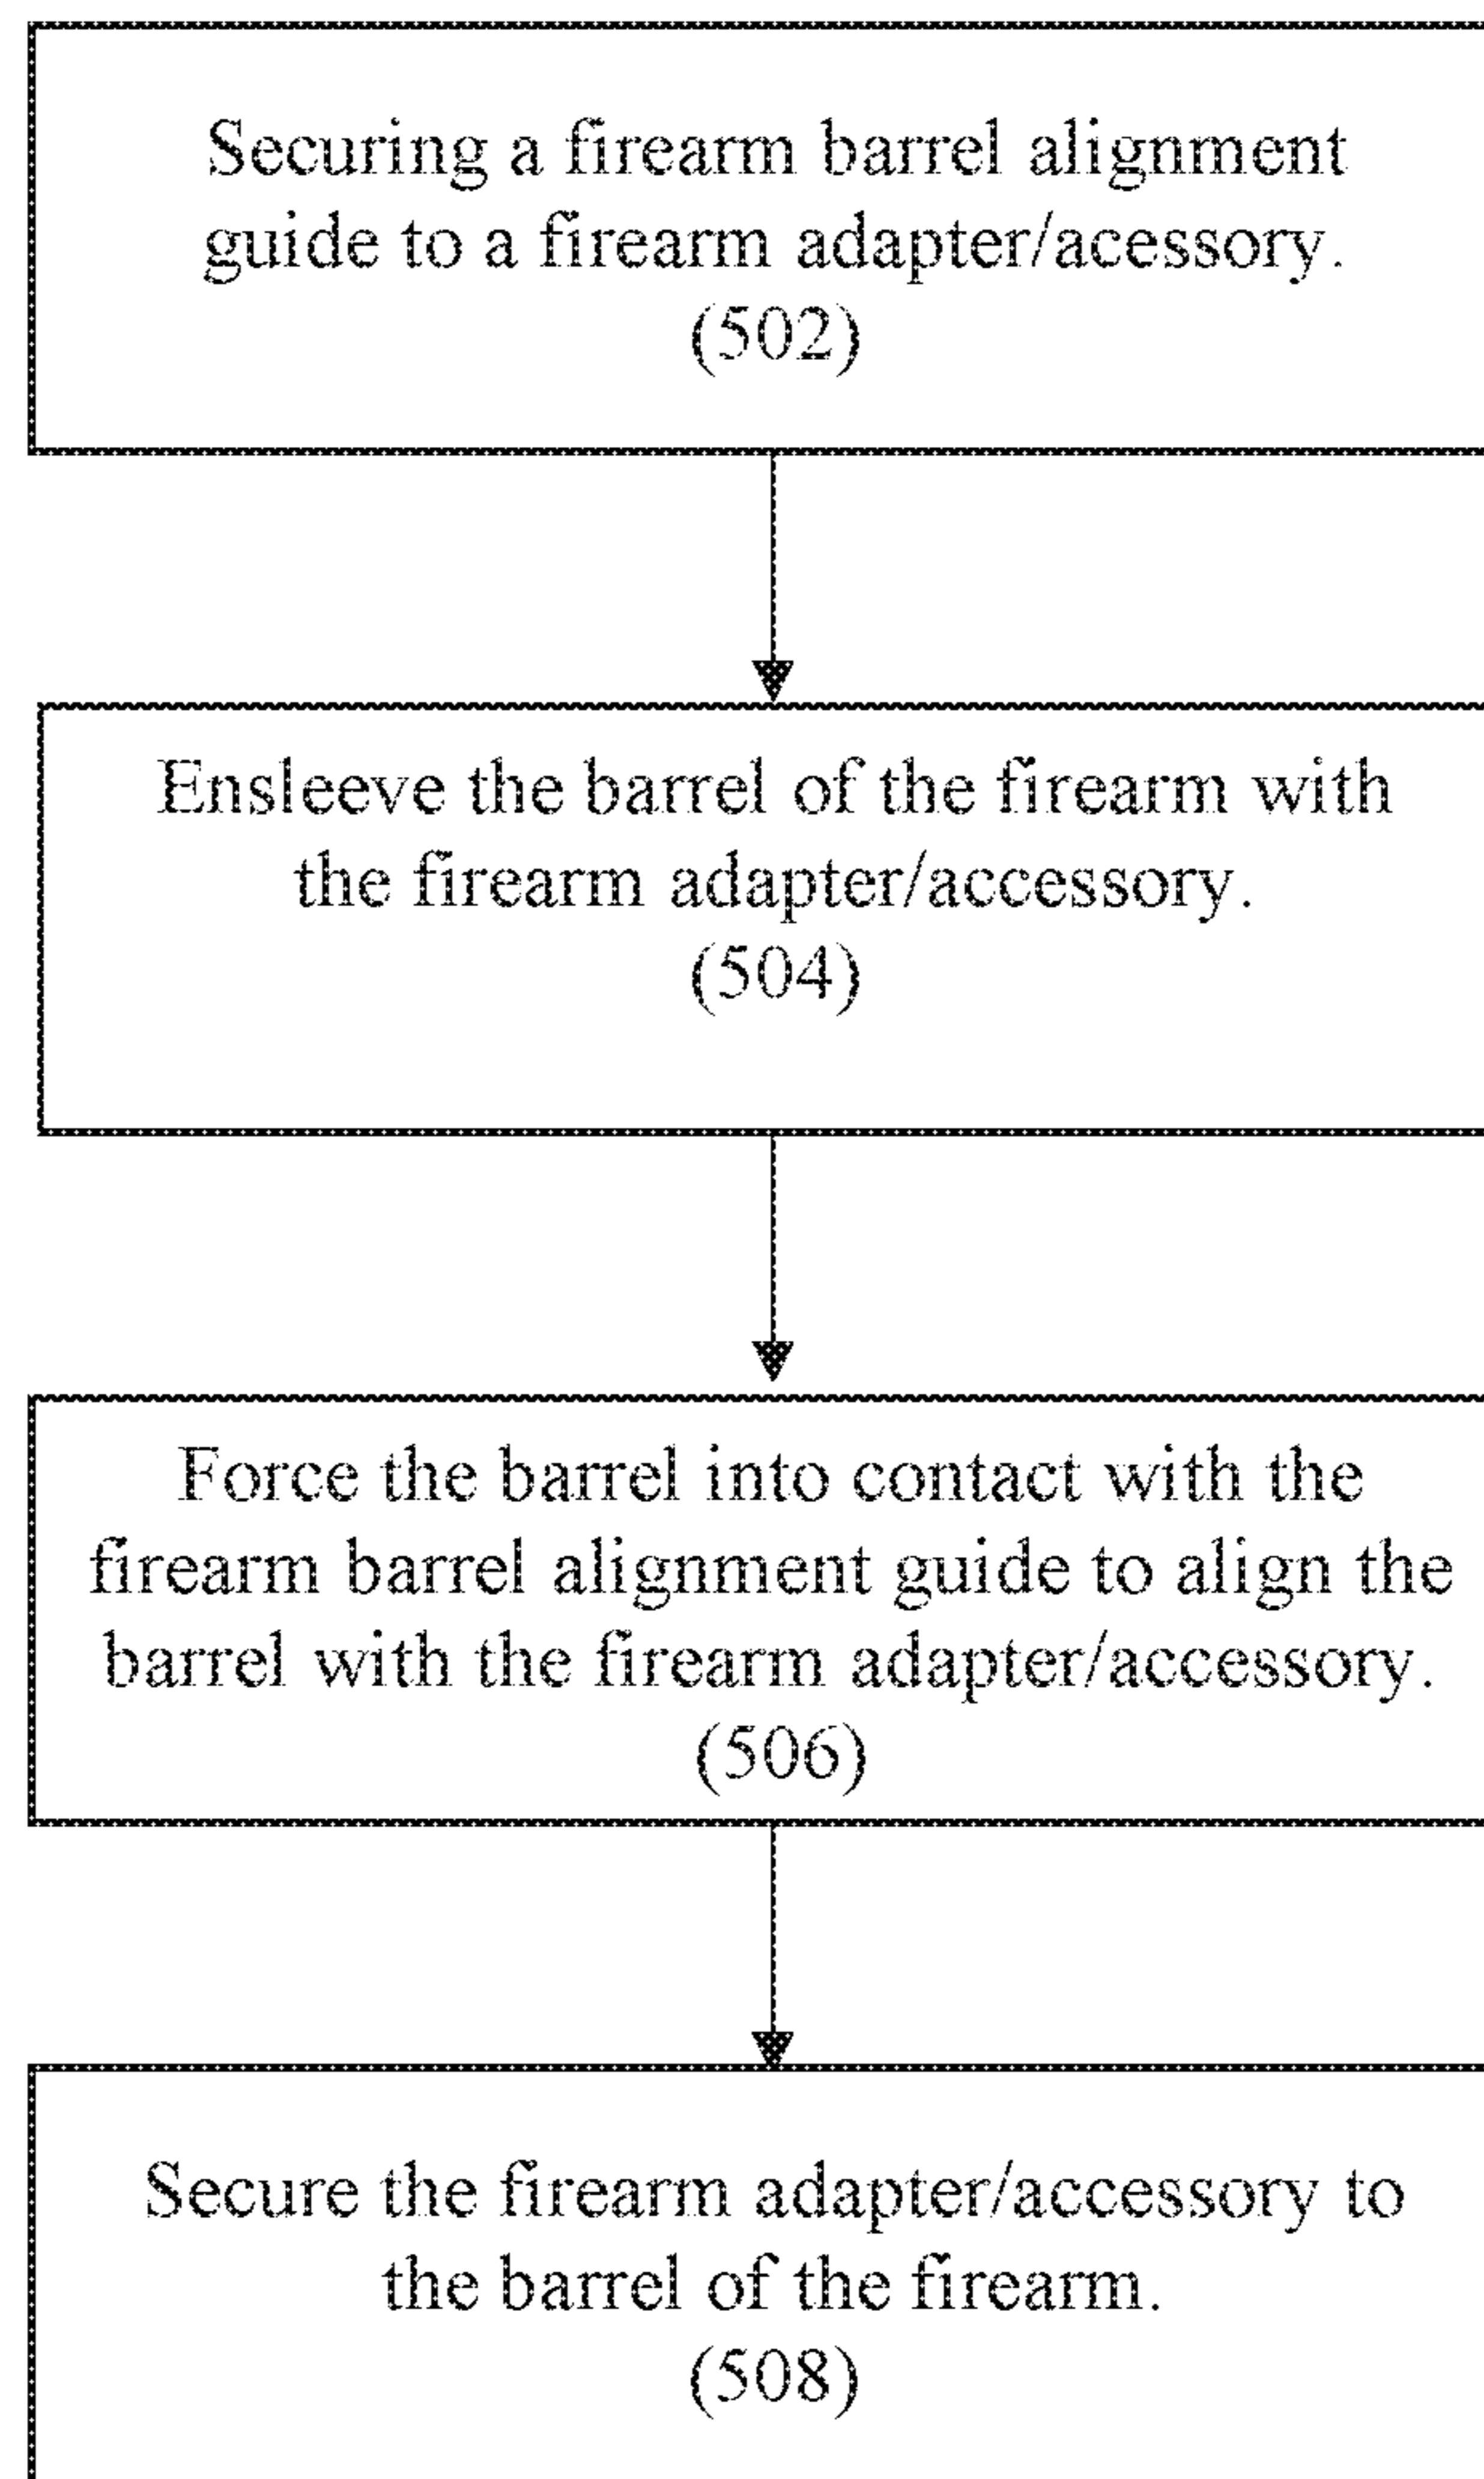 Securing a firearm barrel alignment
guide to a firearm adapter/acessory.
(502)
Ensleeve the barrel of the firearm with
the firearm adapter/accessory.
(504)
Force the barrel into contact with the
firearm barrel alignment guide to align the
barrel with the firearm adapter/accessory.
(506)
Secure the firearm adapter/accessory to
the barrel of the firearm.
(508)